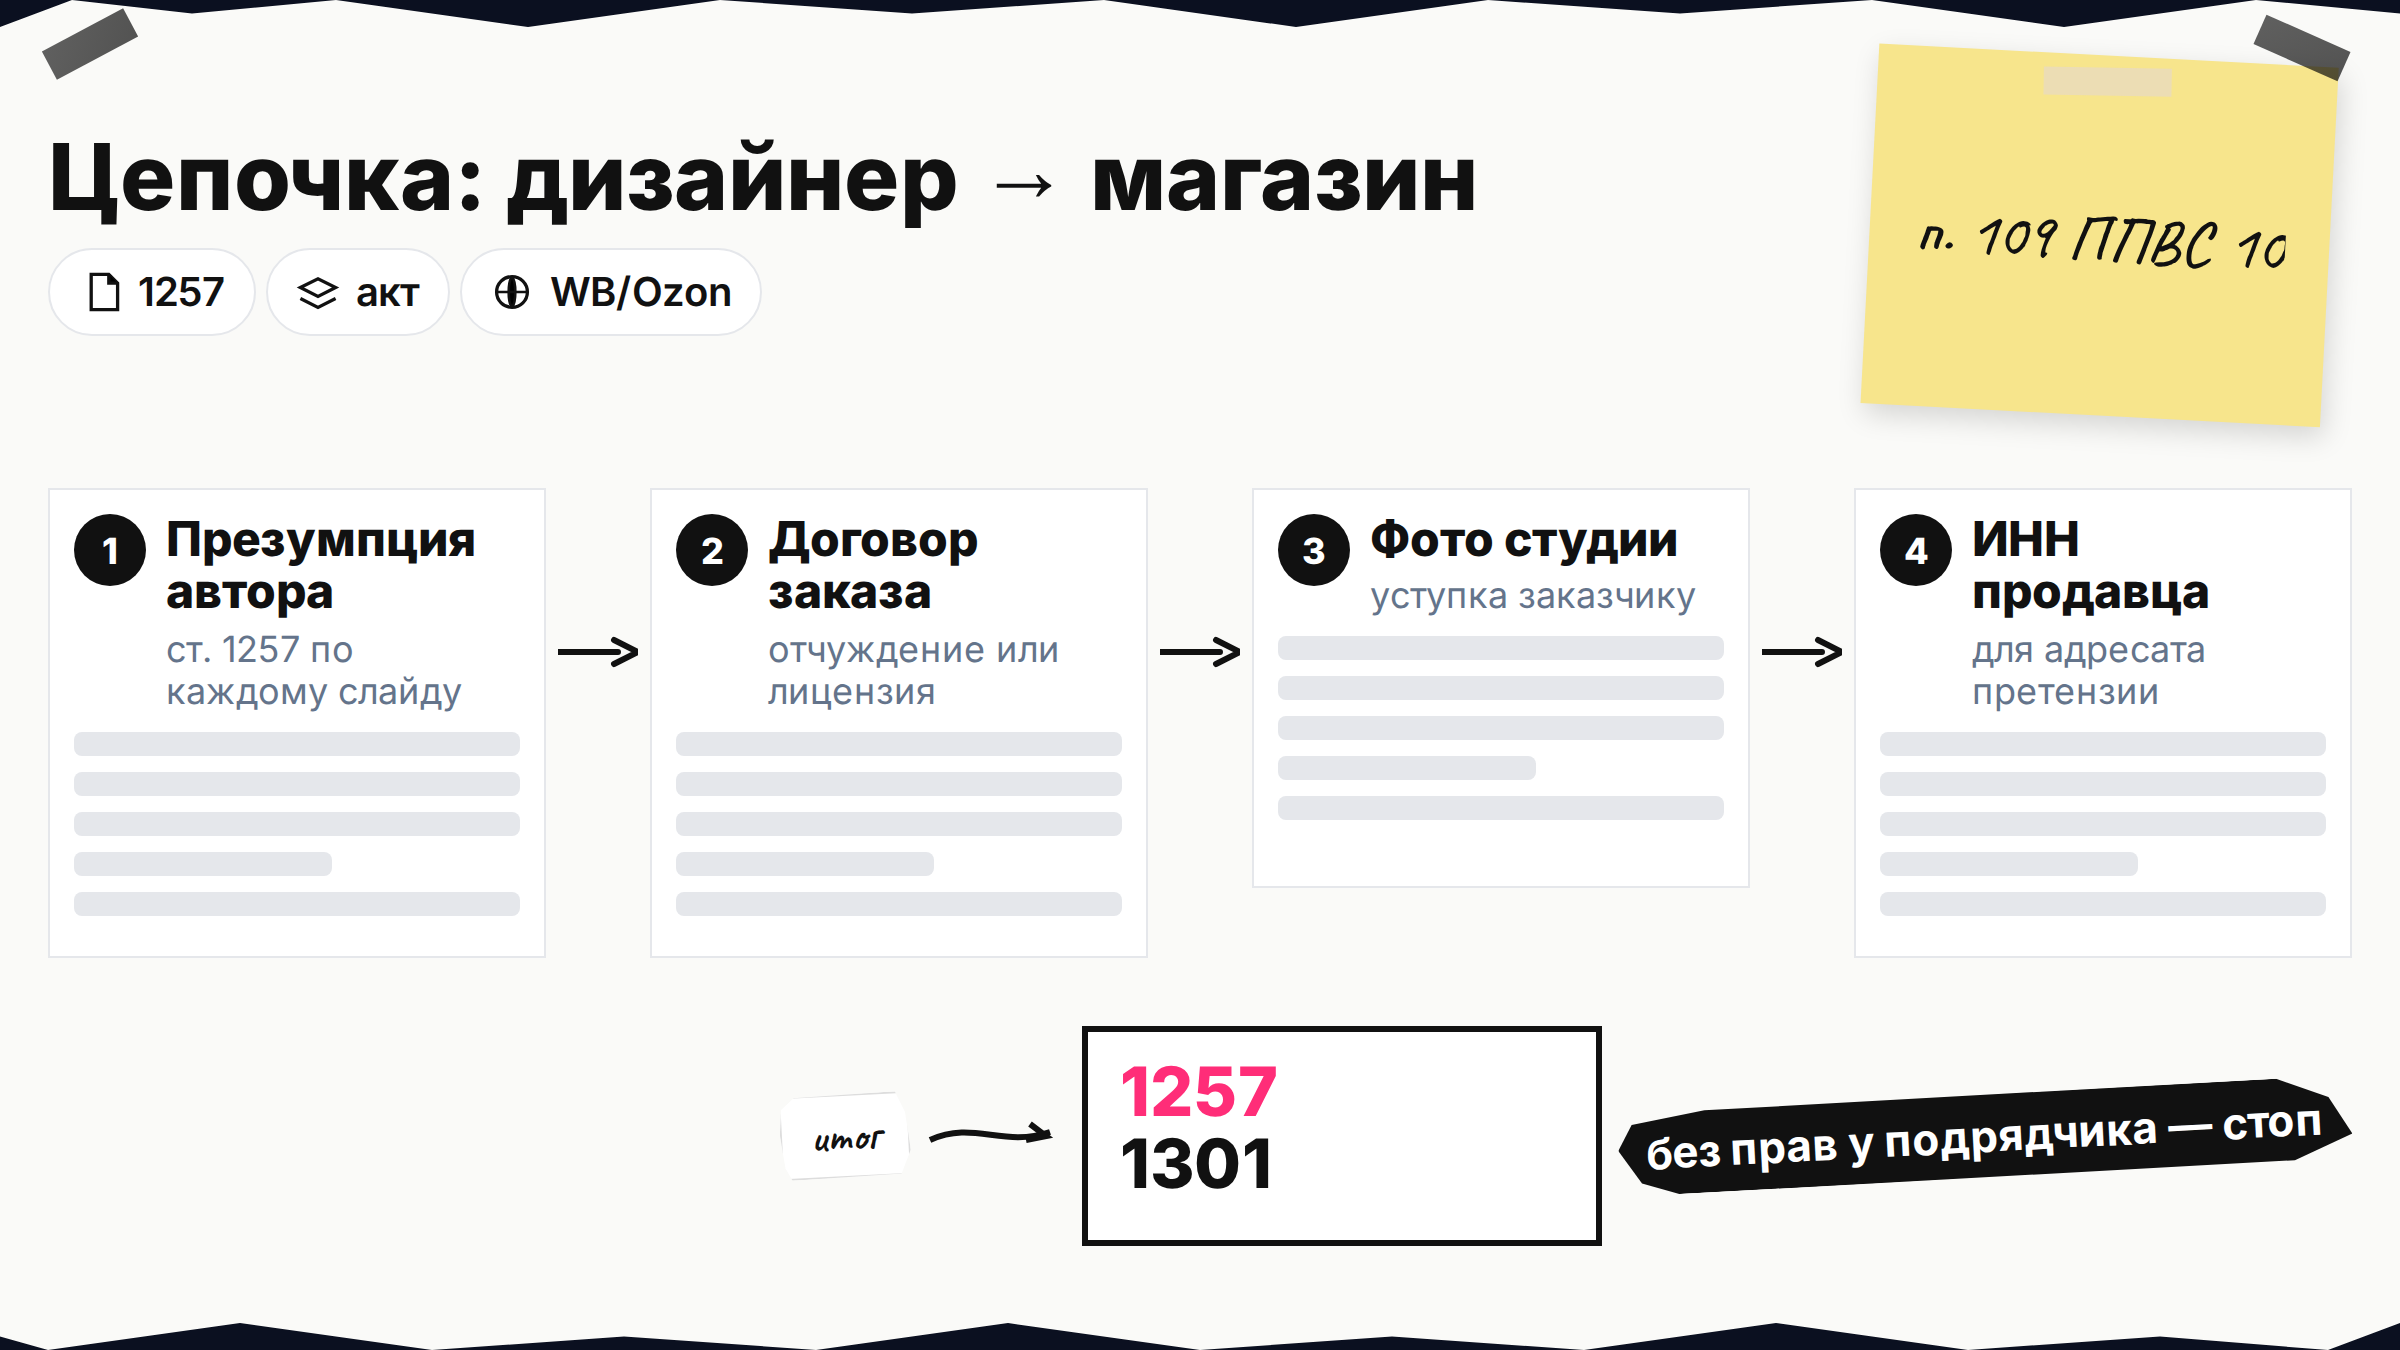 Цепочка: дизайнер → магазин
1257
акт
WB/Ozon
п. 109 ППВС 10
1
Презумпция
автора
ст. 1257 по
каждому слайду
2
Договор
заказа
отчуждение или
лицензия
3
Фото студии
уступка заказчику
4
ИНН
продавца
для адресата
претензии
итог
1257
1301
без прав у подрядчика — стоп